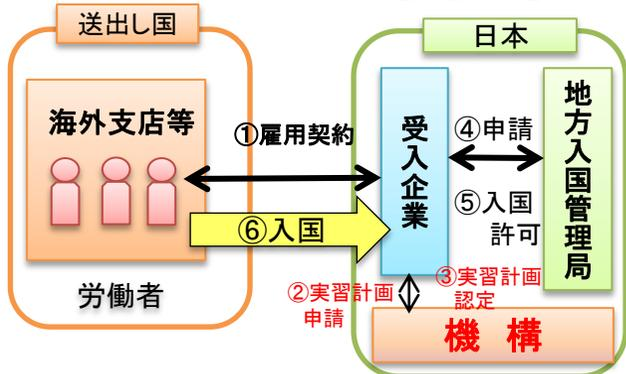 送出し国
日本
海外支店等
①雇用契約
受入企業
④申請
地方入国管理局
⑤入国
許可
⑥入国
労働者
②実習計画
申請
③実習計画
認定
機 構